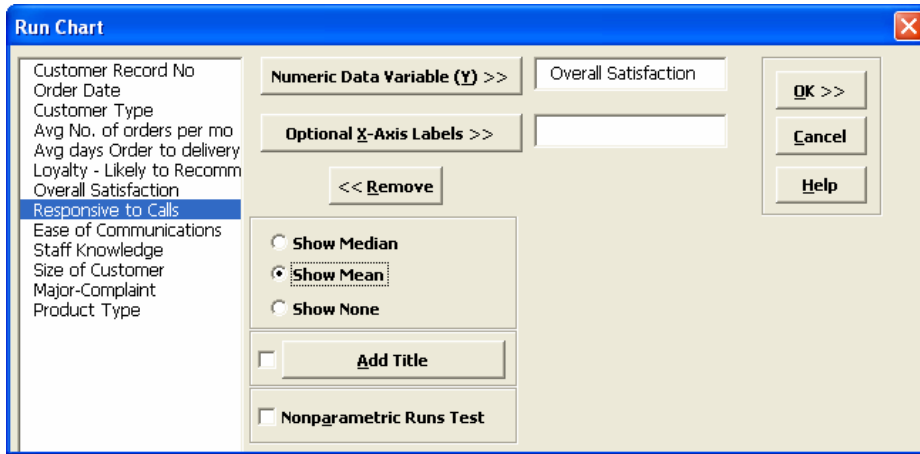 Run Chart
Customer Record No
Order Date
Customer Type
Avg No. of orders per mo
Avg days Order to delivery
Loyalty - Likely to Recomm
Overall Satisfaction
Responsive to Calls
Ease of Communications
Staff Knowledge
Size of Customer
Major-Complaint
Product Type
Numeric Data Variable (Y) >>
Overall Satisfaction
Optional X-Axis Labels >>
<< Remove
Show Median
Show Mean
Show None
Add Title
Nonparametric Runs Test
OK >>
Cancel
Help